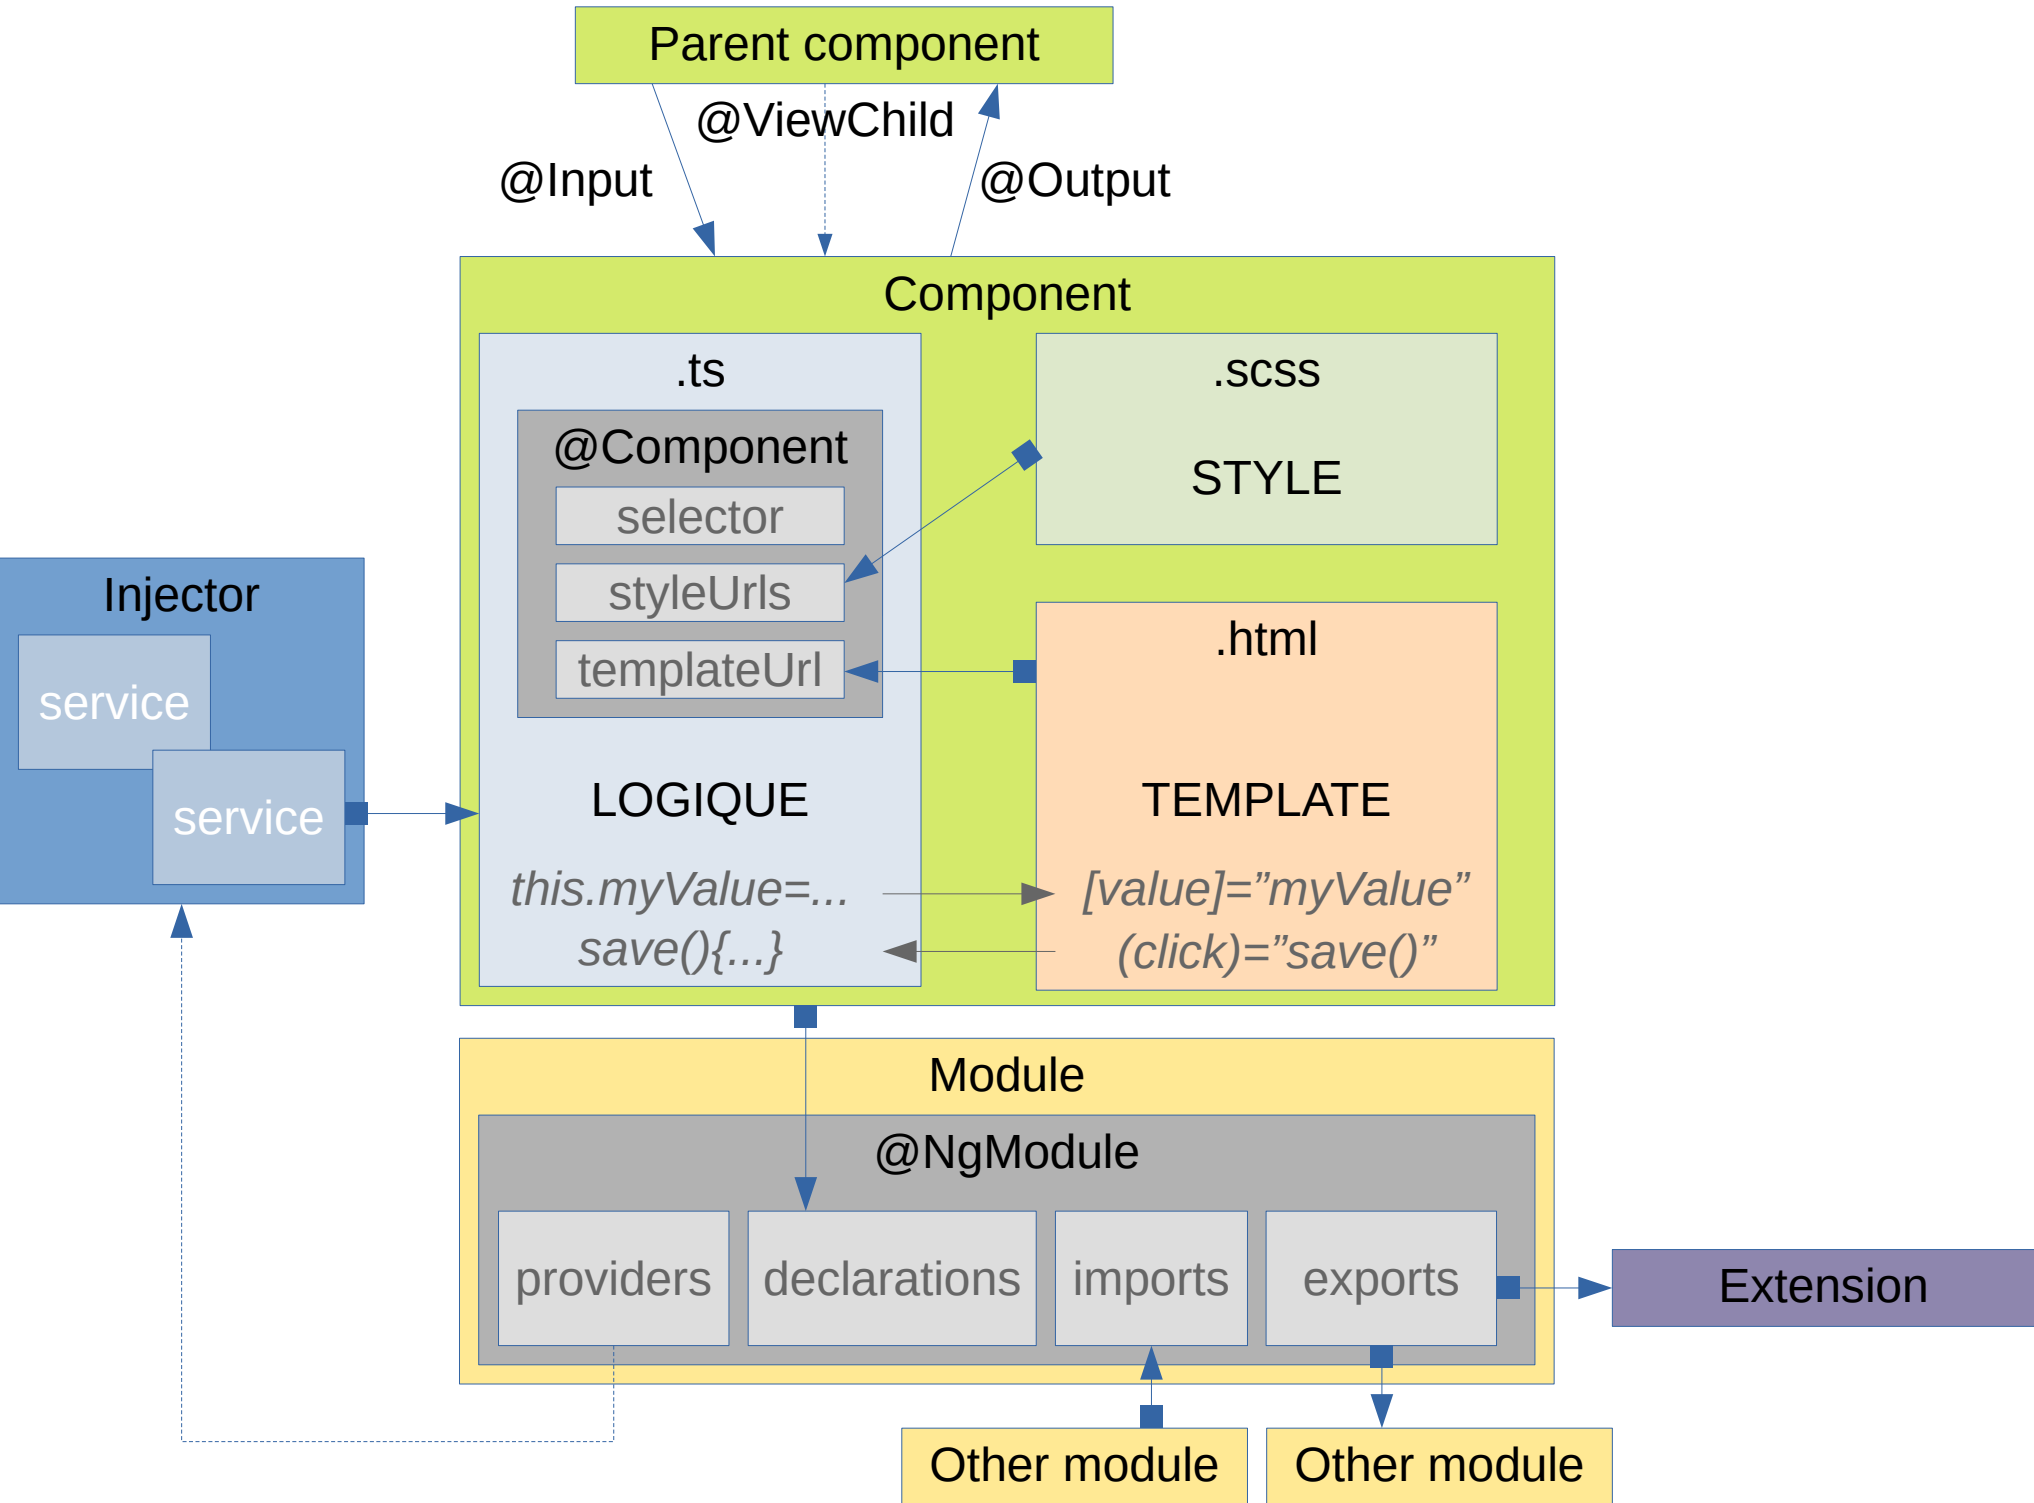 Parent component
@ViewChild
@Input
@Output
Component
.ts
@Component
selector
styleUrls
templateUrl
LOGIQUE
this.myValue=...
save(){...}
.scss
STYLE
.html
TEMPLATE
[value]=”myValue”
(click)=”save()”
Injector
service
service
Module
@NgModule
providers
declarations
imports
exports
Extension
Other module
Other module